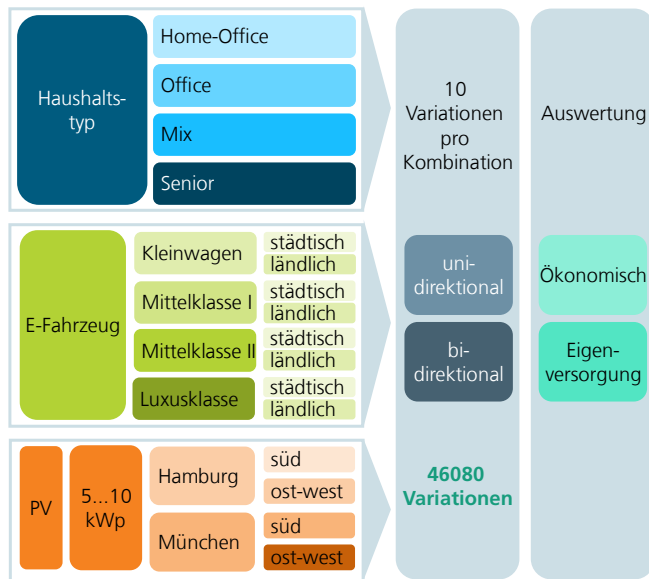 Haushalts-
typ
Home-Office
Office
Mix
Senior
E-Fahrzeug
Kleinwagen
städtisch
ländlich
Mittelklasse I
städtisch
ländlich
Mittelklasse II
städtisch
ländlich
Luxusklasse
städtisch
ländlich
PV
5...10
kWp
Hamburg
süd
ost-west
München
süd
ost-west
10
Variationen
pro
Kombination
uni-
direktional
bi-
direktional
46080
Variationen
Auswertung
Ökonomisch
Eigen-
versorgung